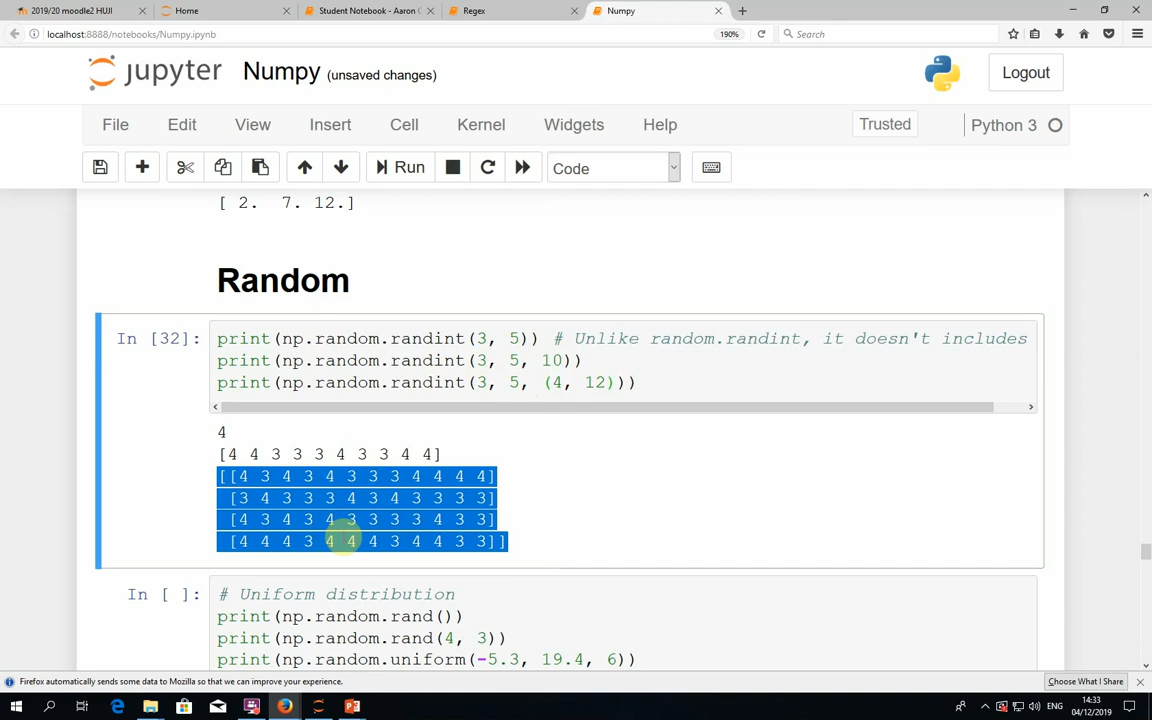 2019/20 moodle2 HUJI
Home
Student Notebook - Aaron
Regex
Numpy
localhost:8888/notebooks/Numpy.ipynb
190%
Search
jupyter
Numpy (unsaved changes)
Logout
File Edit View Insert Cell Kernel Widgets Help
Trusted
Python 3
Run
Code
[ 2.  7. 12.]
Random
In [32]:
print(np.random.randint(3, 5)) # Unlike random.randint, it doesn't includes
print(np.random.randint(3, 5, 10))
print(np.random.randint(3, 5, (4, 12)))
4
[4 4 3 3 3 4 3 3 4 4]
[[4 3 4 3 4 3 3 3 4 4 4 4]
[3 4 3 3 3 4 3 4 3 3 3 3]
[4 3 4 3 4 3 3 3 3 4 3 3]
[4 4 4 3 4 4 4 3 4 4 3 3]]
In [ ]:
# Uniform distribution
print(np.random.rand())
print(np.random.rand(4, 3))
print(np.random.uniform(-5.3, 19.4, 6))
Firefox automatically sends some data to Mozilla so that we can improve your experience.
Choose What I Share
ENG
14:33
04/12/2019